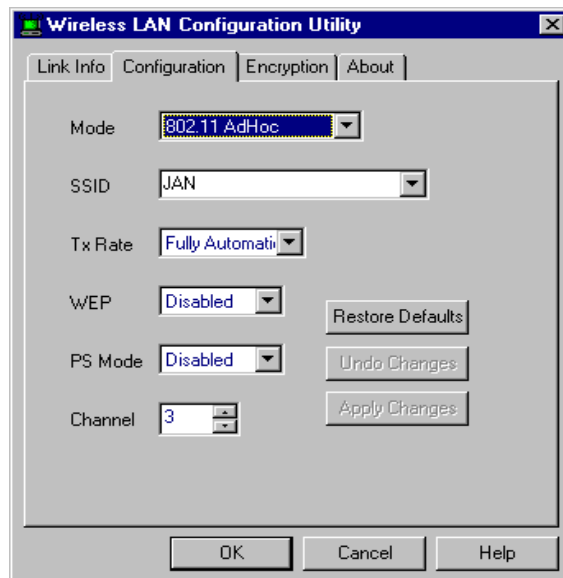 Wireless LAN Configuration Utility
Link Info Configuration Encryption About
Mode 802.11 AdHoc
SSID JAN
Tx Rate Fully Automati
WEP Disabled
Restore Defaults
PS Mode Disabled Undo Changes
Channel 3 Apply Changes
OK Cancel Help